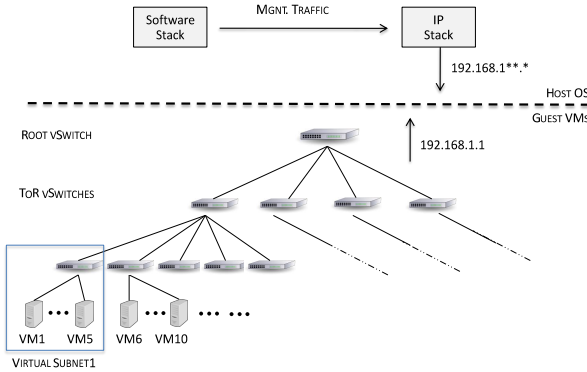 Software
Stack
MGNT. TRAFFIC
IP
Stack
192.168.1**.*
HOST OS
GUEST VMS
ROOT VSWITCH
192.168.1.1
TOR VSWITCHES
VM1
VM5
VM6
VM10
VIRTUAL SUBNET1